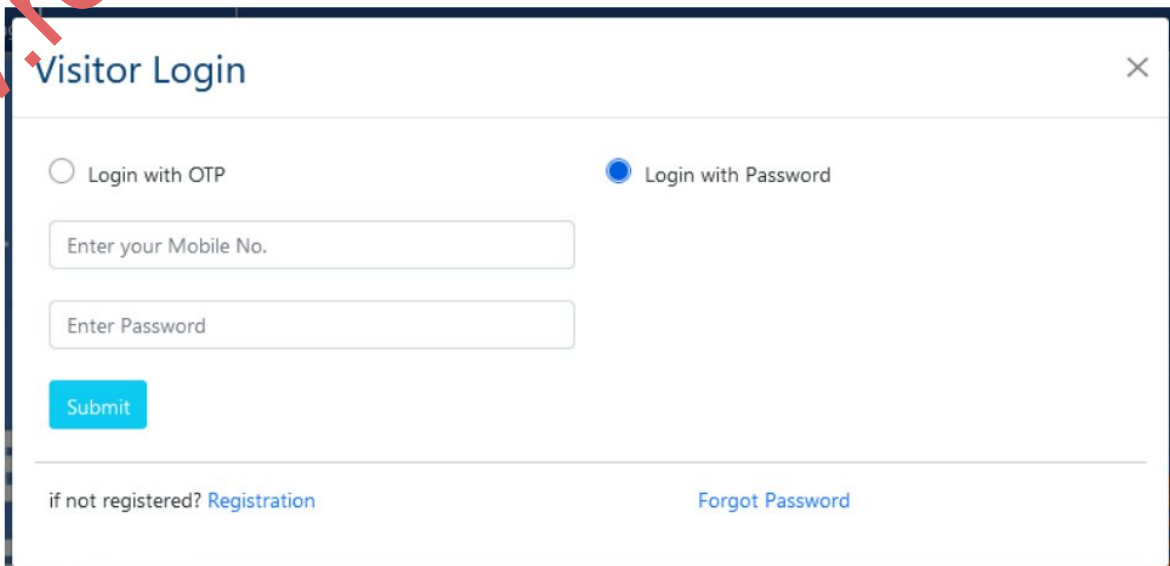 Visitor Login
Login with OTP
Login with Password
Enter your Mobile No.
Enter Password
Submit
if not registered? Registration
Forgot Password